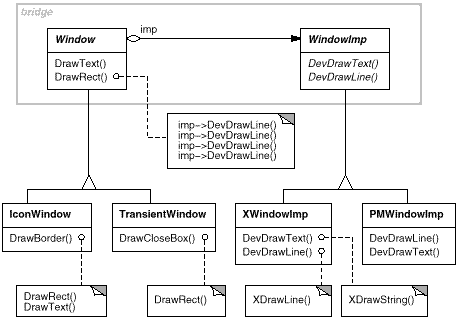 bridge
Window
DrawText()
DrawRect()
imp
WindowImp
DevDrawText()
DevDrawLine()
imp->DevDrawLine()
imp->DevDrawLine()
imp->DevDrawLine()
imp->DevDrawLine()
IconWindow
DrawBorder()
TransientWindow
DrawCloseBox()
XWindowImp
DevDrawText()
DevDrawLine()
PMWindowImp
DevDrawLine()
DevDrawText()
DrawRect()
DrawText()
DrawRect()
XDrawLine()
XDrawString()